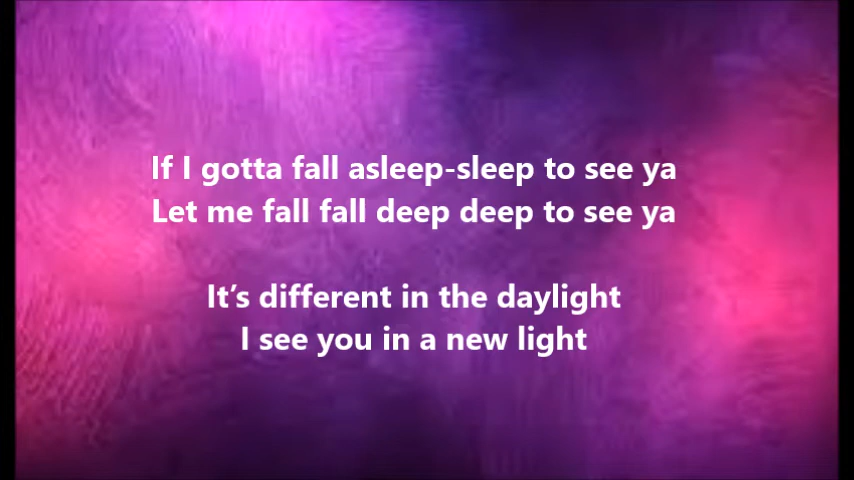 If I gotta fall asleep-sleep to see ya
Let me fall fall deep deep to see ya
It’s different in the daylight
I see you in a new light